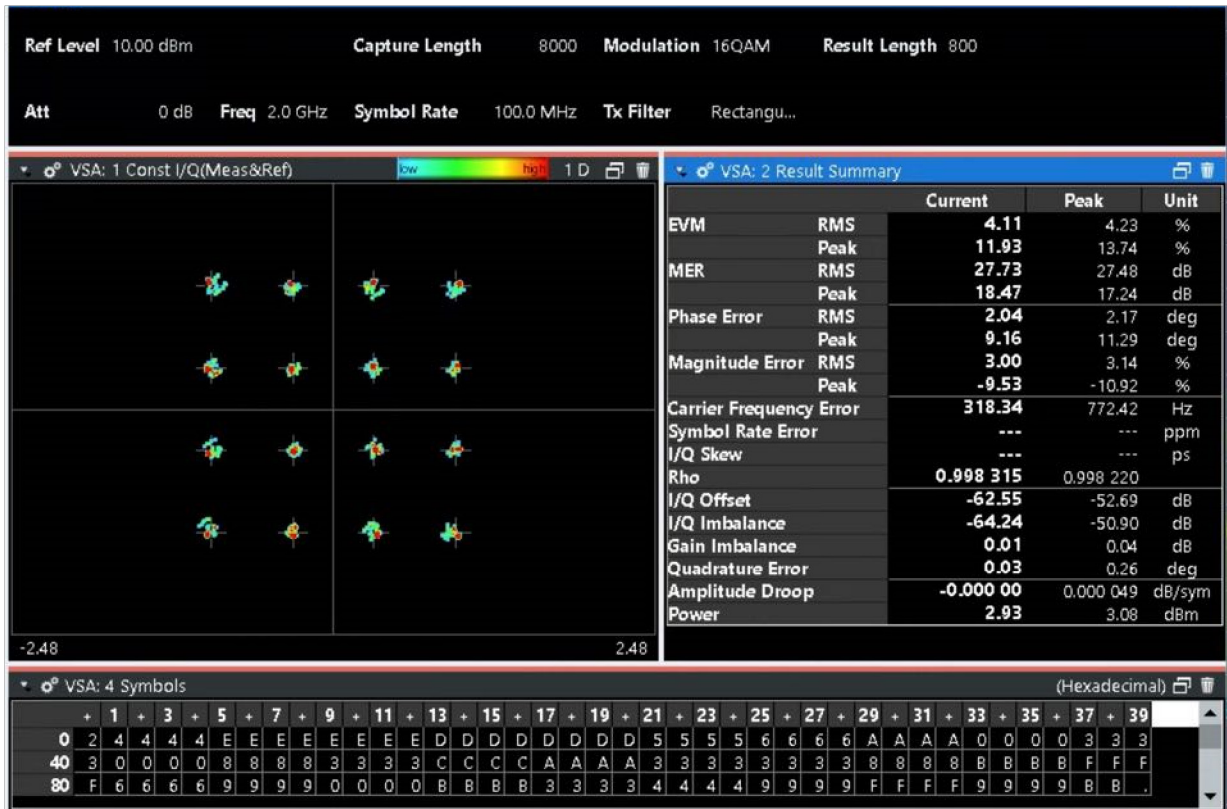 Ref Level 10.00 dBm Capture Length 8000 Modulation 16QAM Result Length 800
Att 0 dB Freq 2.0 GHz Symbol Rate 100.0 MHz Tx Filter Rectangu...
VSA: 1 Const I/Q(Meas&Ref) low high 1 D
-2.48 2.48
VSA: 2 Result Summary
Current Peak Unit
EVM RMS 4.11 4.23 %
Peak 11.93 13.74 %
MER RMS 27.73 27.48 dB
Peak 18.47 17.24 dB
Phase Error RMS 2.04 2.17 deg
Peak 9.16 11.29 deg
Magnitude Error RMS 3.00 3.14 %
Peak -9.53 -10.92 %
Carrier Frequency Error 318.34 772.42 Hz
Symbol Rate Error --- --- ppm
I/Q Skew --- --- ps
Rho 0.998 315 0.998 220
I/Q Offset -62.55 -52.69 dB
I/Q Imbalance -64.24 -50.90 dB
Gain Imbalance 0.01 0.04 dB
Quadrature Error 0.03 0.26 deg
Amplitude Droop -0.000 00 0.000 049 dB/sym
Power 2.93 3.08 dBm
VSA: 4 Symbols (Hexadecimal)
+ 1 + 3 + 5 + 7 + 9 + 11 + 13 + 15 + 17 + 19 + 21 + 23 + 25 + 27 + 29 + 31 + 33 + 35 + 37 + 39
0 2 4 4 4 4 E E E E E E E E D D D D D D D D 5 5 5 5 6 6 6 6 A A A A 0 0 0 0 3 3 3
40 3 0 0 0 0 8 8 8 8 3 3 3 3 C C C C A A A A 3 3 3 3 3 3 3 3 8 8 8 8 B B B B F F F
80 F 6 6 6 6 9 9 9 9 0 0 0 0 B B B B 3 3 3 3 4 4 4 4 9 9 9 9 F F F F 9 9 9 9 B B .